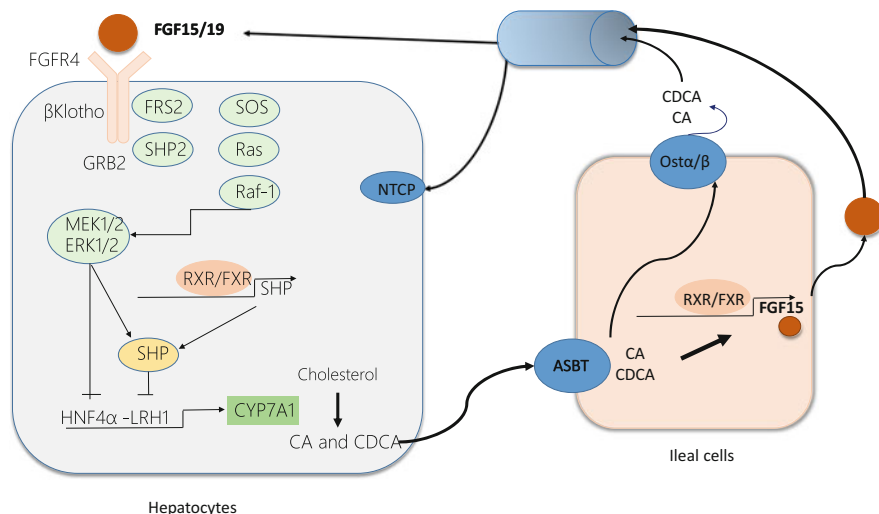 FGF15/19
FGFR4
βKlotho
GRB2
FRS2
SOS
SHP2
Ras
Raf-1
NTCP
MEK1/2
ERK1/2
RXR/FXR
SHP
SHP
HNF4α -LRH1
CYP7A1
Cholesterol
CA and CDCA
Hepatocytes
CDCA
CA
Ostα/β
RXR/FXR
FGF15
ASBT
CA
CDCA
Ileal cells